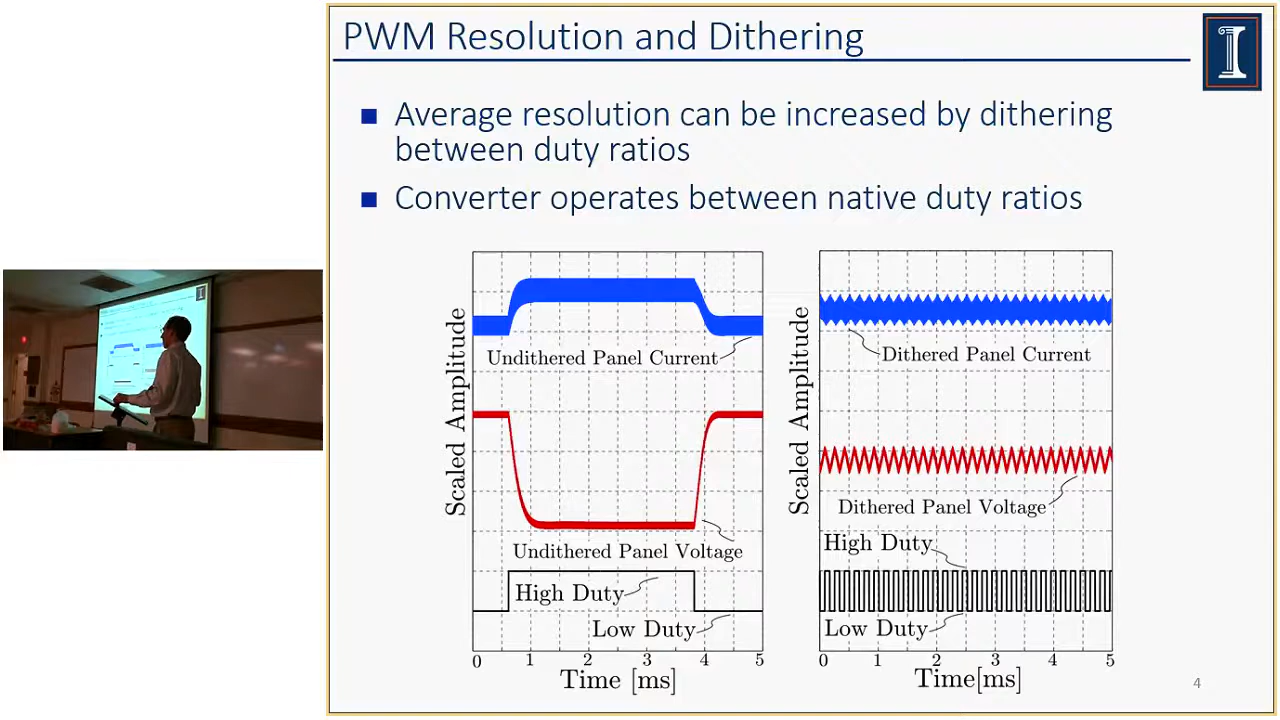 PWM Resolution and Dithering
Average resolution can be increased by dithering
between duty ratios
Converter operates between native duty ratios
Scaled Amplitude
Undithered Panel Current
Undithered Panel Voltage
High Duty
Low Duty
0 1 2 3 4 5
Time [ms]
Scaled Amplitude
Dithered Panel Current
Dithered Panel Voltage
High Duty
Low Duty
0 1 2 3 4 5
Time[ms]
4